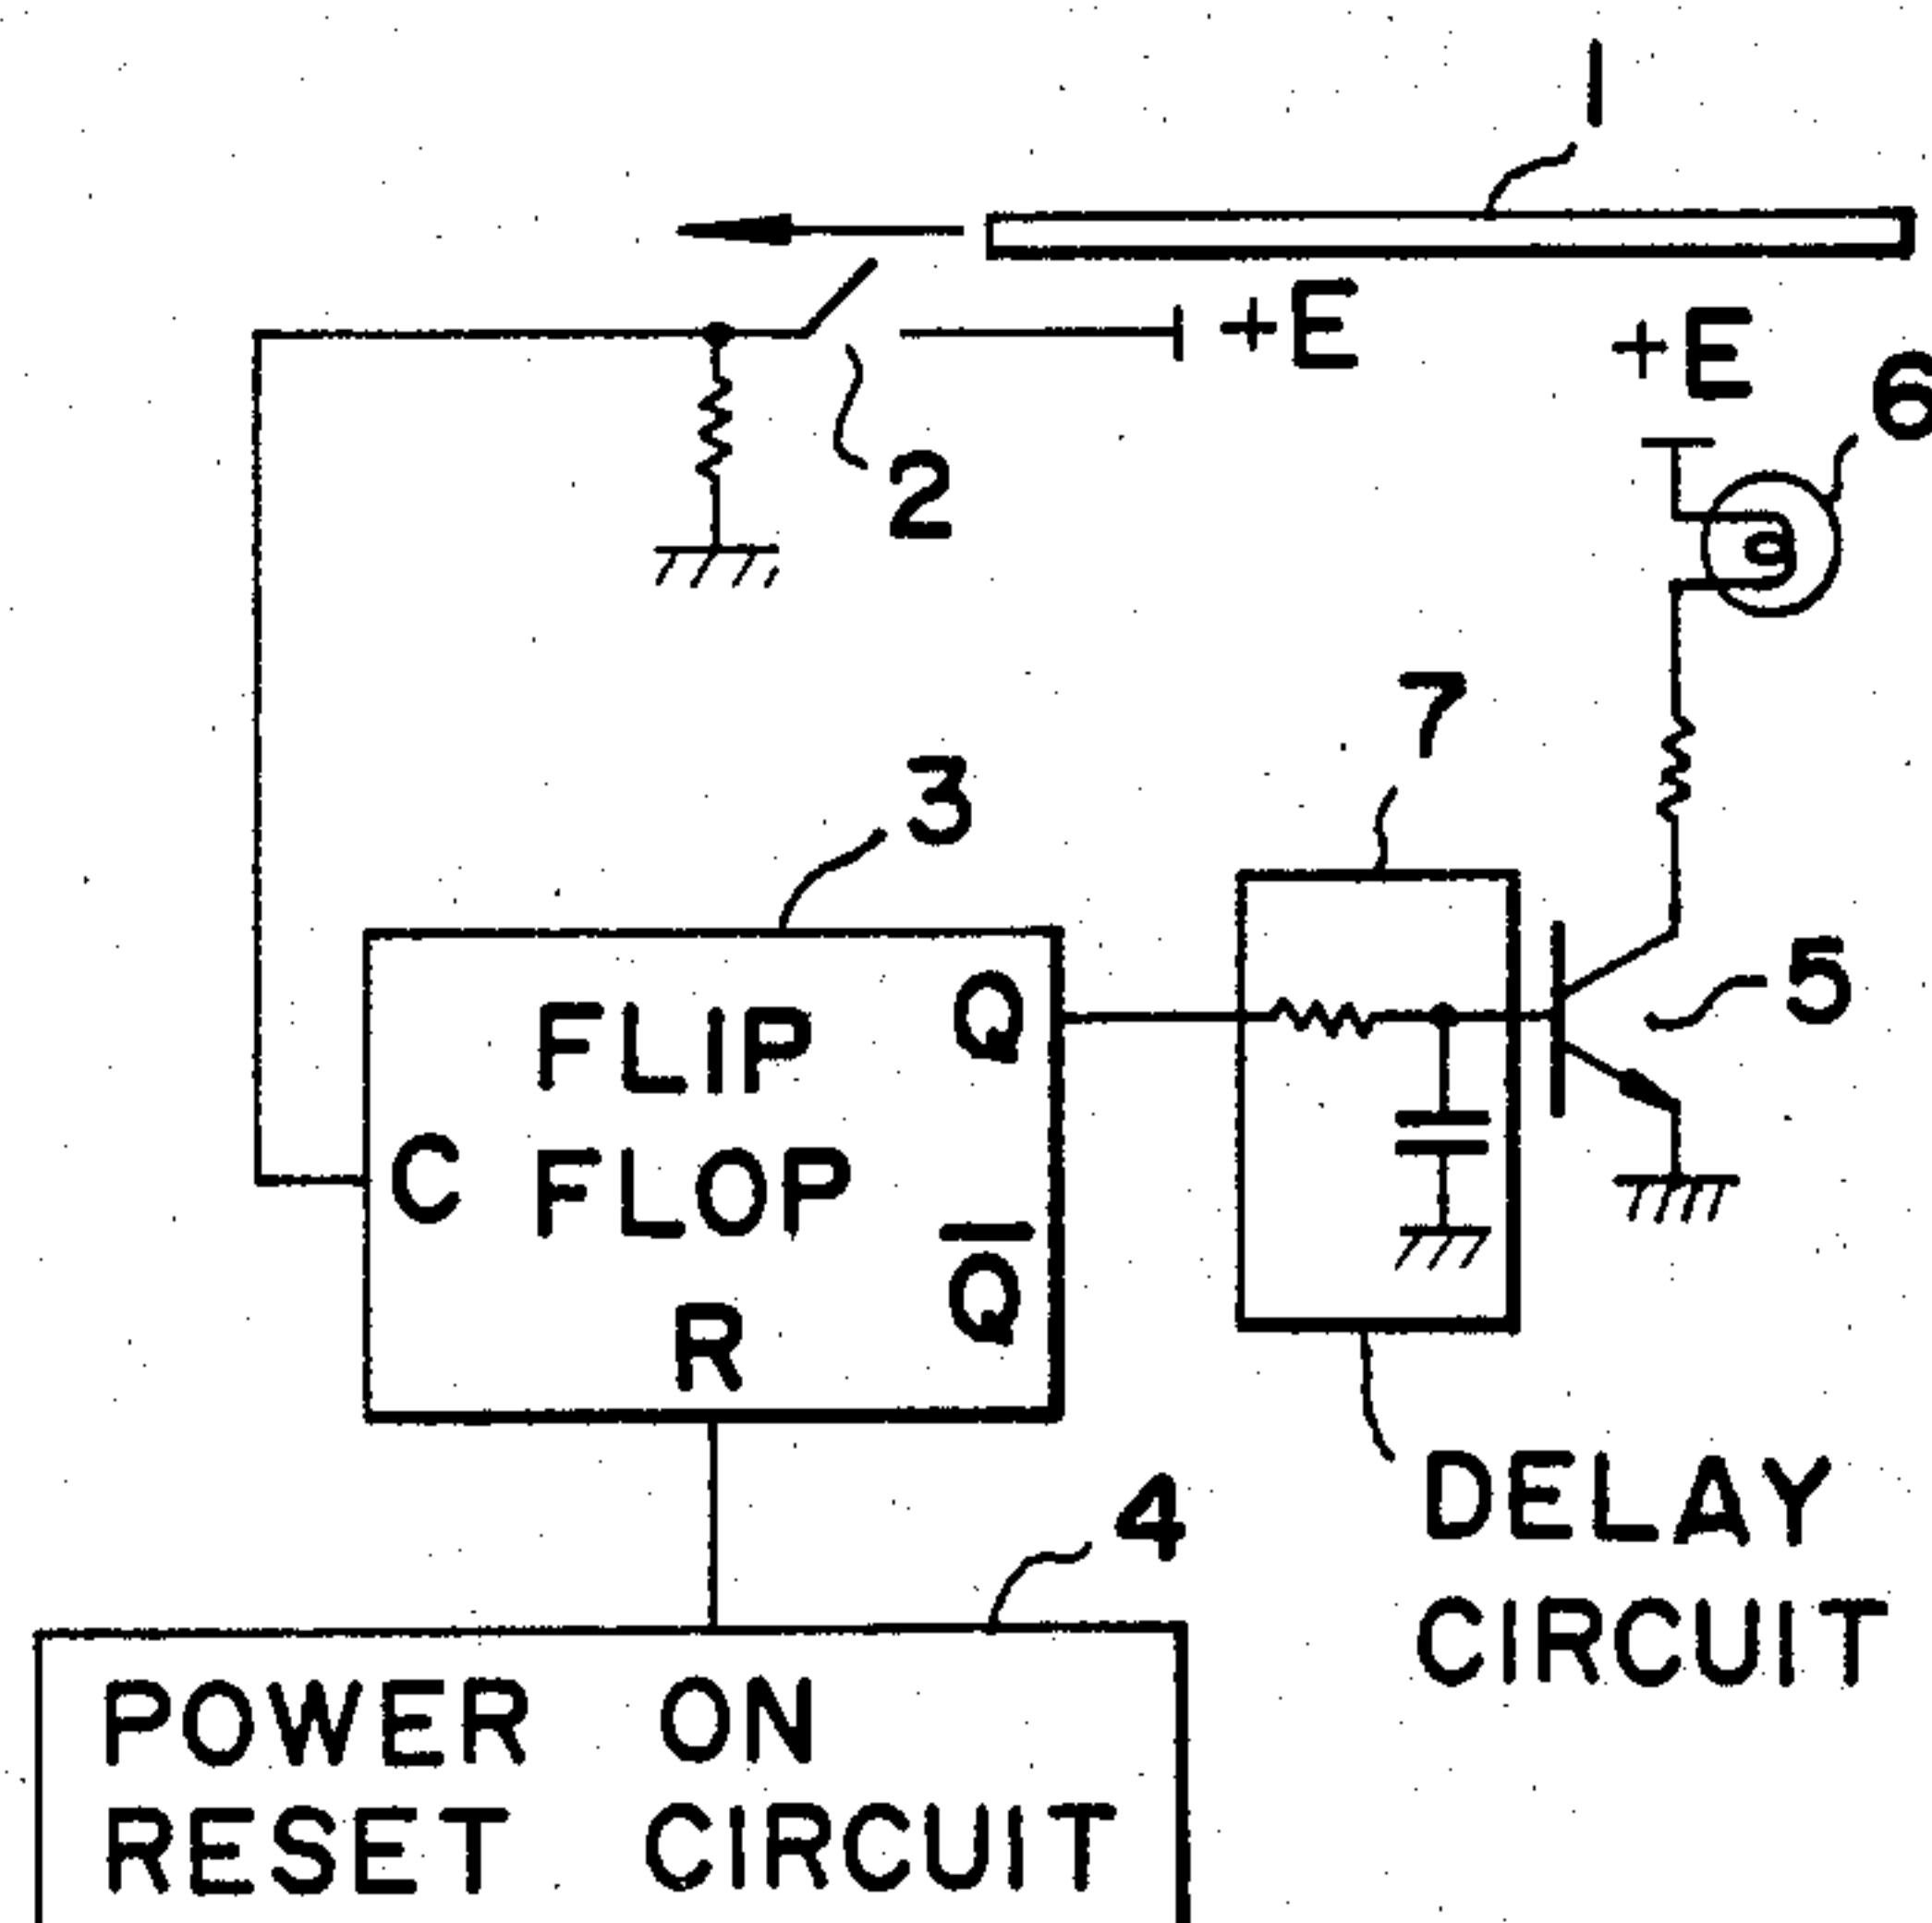 1
+E
+E
6
2
7
3
5
FLIP
Q
C
FLOP
Q̅
R
4
DELAY
CIRCUIT
POWER ON
RESET CIRCUIT